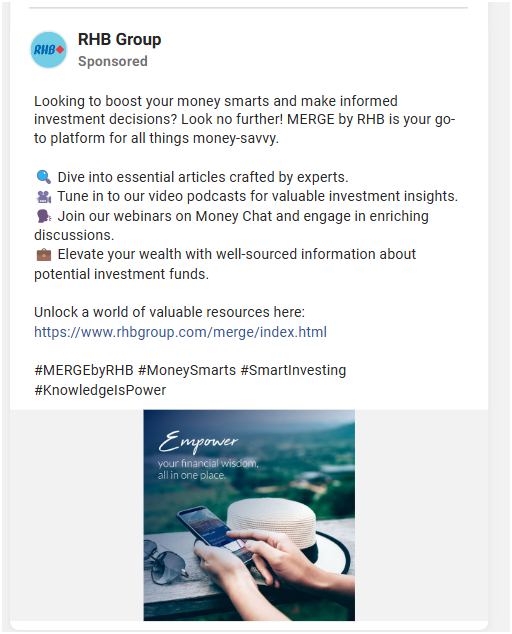 RHB
RHB Group
Sponsored
Looking to boost your money smarts and make informed
investment decisions? Look no further! MERGE by RHB is your go-
to platform for all things money-savvy.
🔍 Dive into essential articles crafted by experts.
🎥 Tune in to our video podcasts for valuable investment insights.
🗣 Join our webinars on Money Chat and engage in enriching
discussions.
💼 Elevate your wealth with well-sourced information about
potential investment funds.
Unlock a world of valuable resources here:
https://www.rhbgroup.com/merge/index.html
#MERGEbyRHB #MoneySmarts #SmartInvesting
#KnowledgeIsPower
Empower
your financial wisdom,
all in one place.